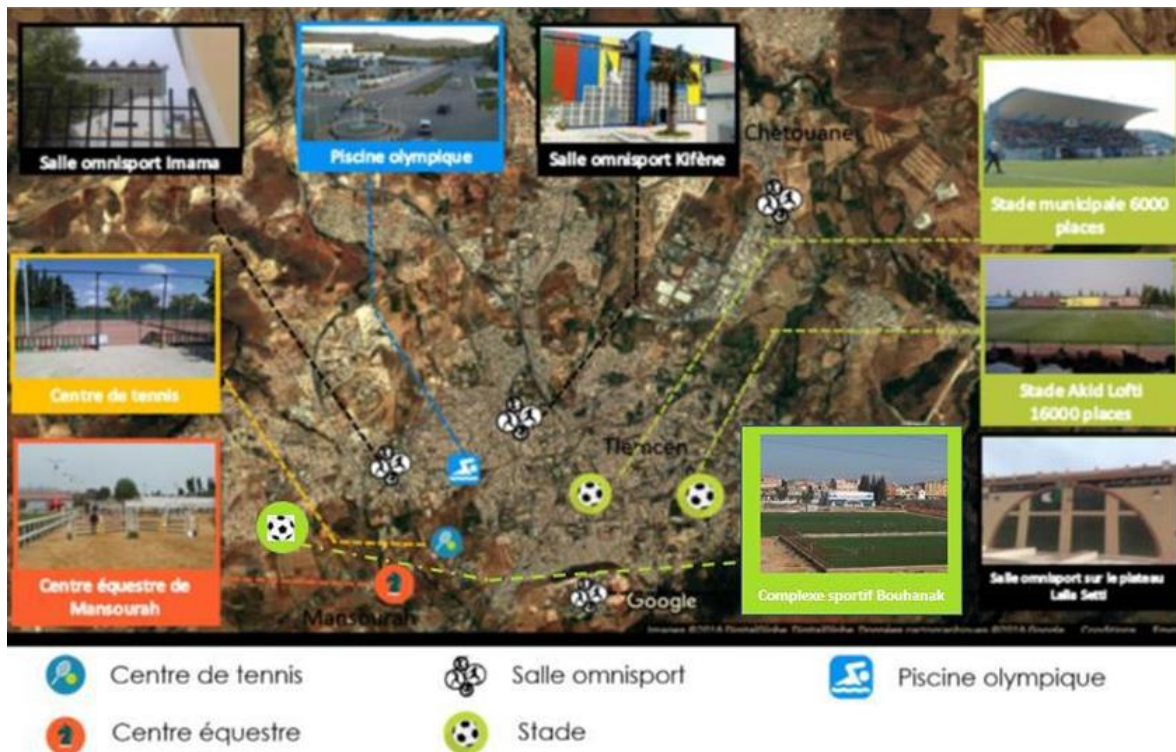 Salle omnisport Imama
Piscine olympique
Salle omnisport Kifène
Chetouane
Stade municipale 6000
places
Centre de tennis
Stade Akid Lofti
16000 places
Tlemcen
Centre équestre de
Mansourah
Mansourah
Google
Complexe sportif Bouhanak
Salle omnisport sur le plateau
Lalla Setti
Centre de tennis
Salle omnisport
Piscine olympique
Centre équestre
Stade